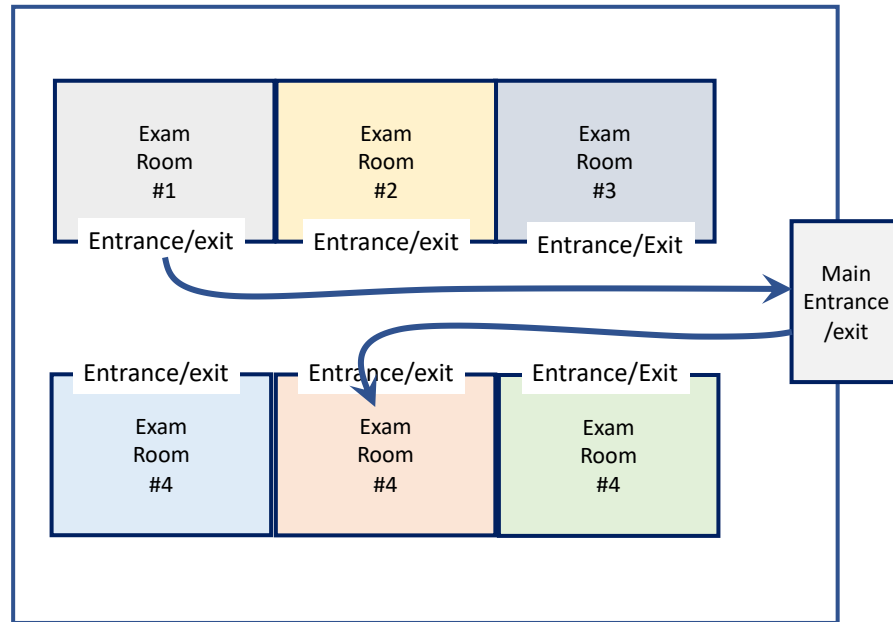 Exam
Room
#1
Exam
Room
#2
Exam
Room
#3
Entrance/exit
Entrance/exit
Entrance/Exit
Main
Entrance
/exit
Entrance/exit
Entrance/exit
Entrance/Exit
Exam
Room
#4
Exam
Room
#4
Exam
Room
#4